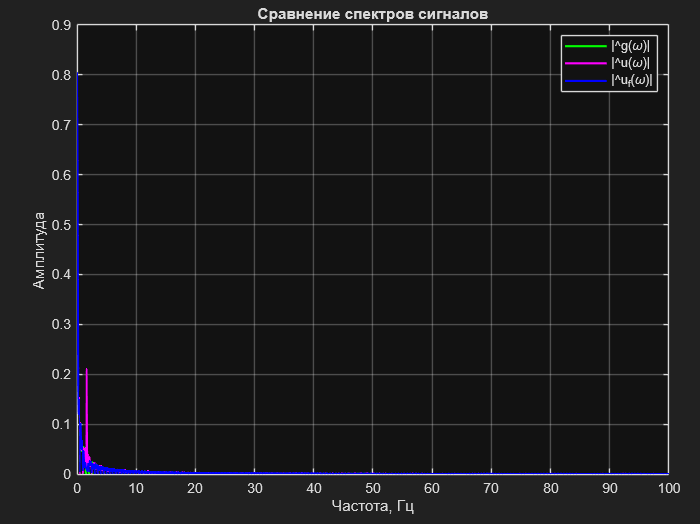 Сравнение спектров сигналов
|^g(ω)|
|^u(ω)|
|^u_f(ω)|
0.9
0.8
0.7
0.6
0.5
0.4
0.3
0.2
0.1
0
Амплитуда
0 10 20 30 40 50 60 70 80 90 100
Частота, Гц